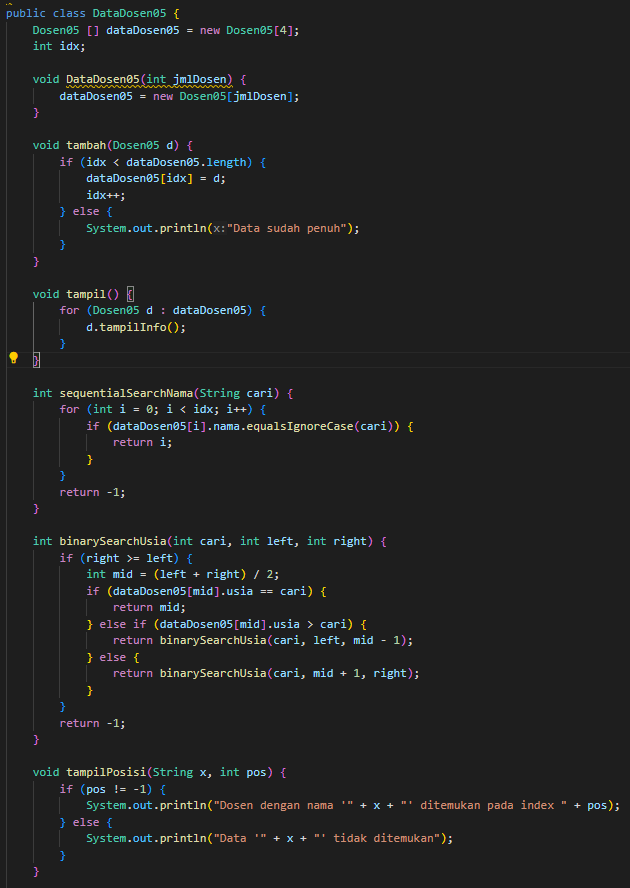 public class DataDosen05 {
    Dosen05 [] dataDosen05 = new Dosen05[4];
    int idx;

    void DataDosen05(int jmlDosen) {
        dataDosen05 = new Dosen05[jmlDosen];
    }

    void tambah(Dosen05 d) {
        if (idx < dataDosen05.length) {
            dataDosen05[idx] = d;
            idx++;
        } else {
            System.out.println(x:"Data sudah penuh");
        }
    }

    void tampil() {
        for (Dosen05 d : dataDosen05) {
            d.tampilInfo();
        }
    }

    int sequentialSearchNama(String cari) {
        for (int i = 0; i < idx; i++) {
            if (dataDosen05[i].nama.equalsIgnoreCase(cari)) {
                return i;
            }
        }
        return -1;
    }

    int binarySearchUsia(int cari, int left, int right) {
        if (right >= left) {
            int mid = (left + right) / 2;
            if (dataDosen05[mid].usia == cari) {
                return mid;
            } else if (dataDosen05[mid].usia > cari) {
                return binarySearchUsia(cari, left, mid - 1);
            } else {
                return binarySearchUsia(cari, mid + 1, right);
            }
        }
        return -1;
    }

    void tampilPosisi(String x, int pos) {
        if (pos != -1) {
            System.out.println("Dosen dengan nama '" + x + "' ditemukan pada index " + pos);
        } else {
            System.out.println("Data '" + x + "' tidak ditemukan");
        }
    }